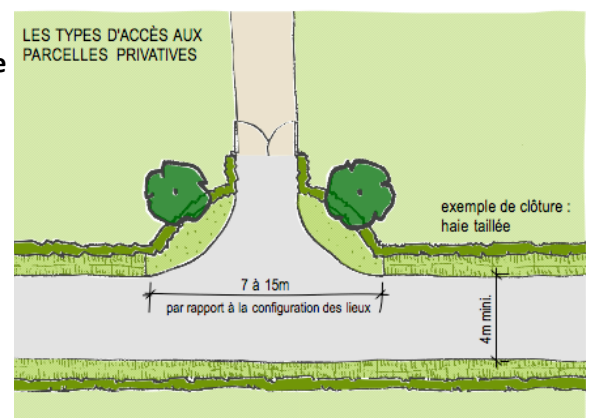 LES TYPES D'ACCÈS AUX
PARCELLES PRIVATIVES
e
exemple de clôture :
haie taillée
7 à 15m
par rapport à la configuration des lieux
4m mini.